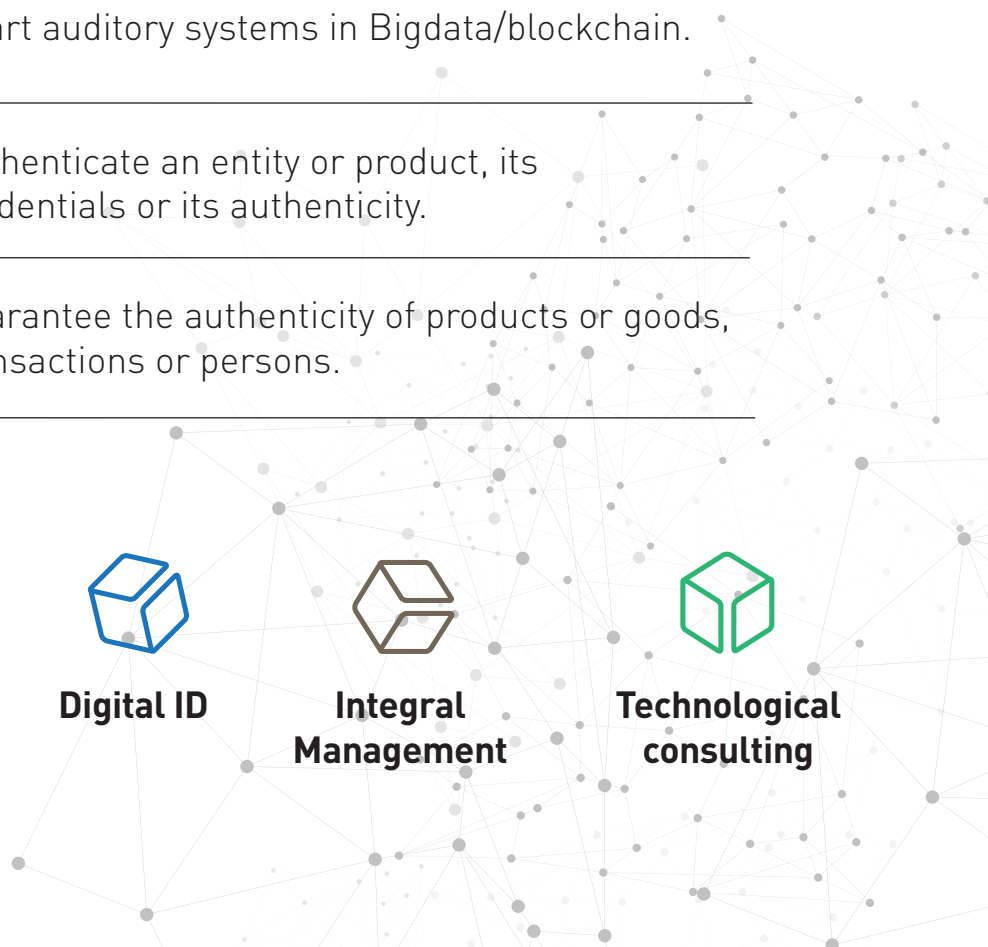 art auditory systems in Bigdata/blockchain.
henticate an entity or product, its
dentials or its authenticity.
arantee the authenticity of products or goods,
nsactions or persons.
Digital ID
Integral
Management
Technological
consulting